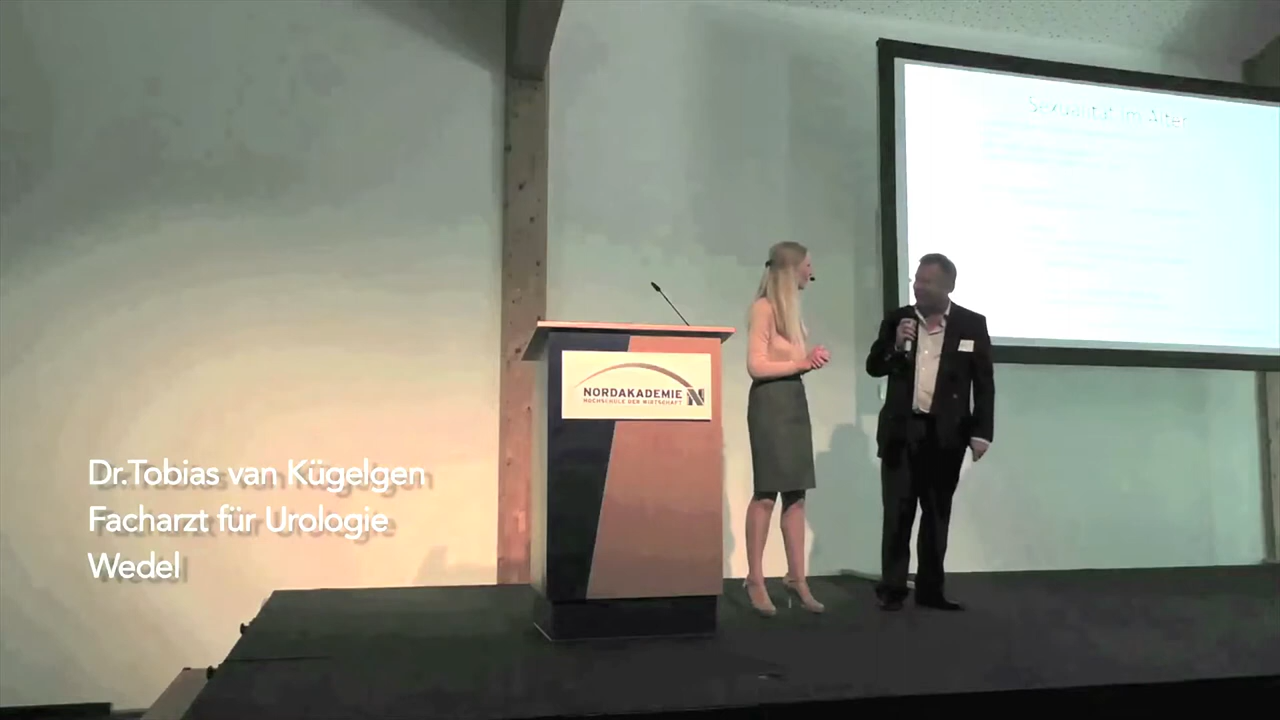 Sexualität im Alter
NORDAKADEMIE N
HOCHSCHULE DER WIRTSCHAFT
Dr.Tobias van Kügelgen
Facharzt für Urologie
Wedel